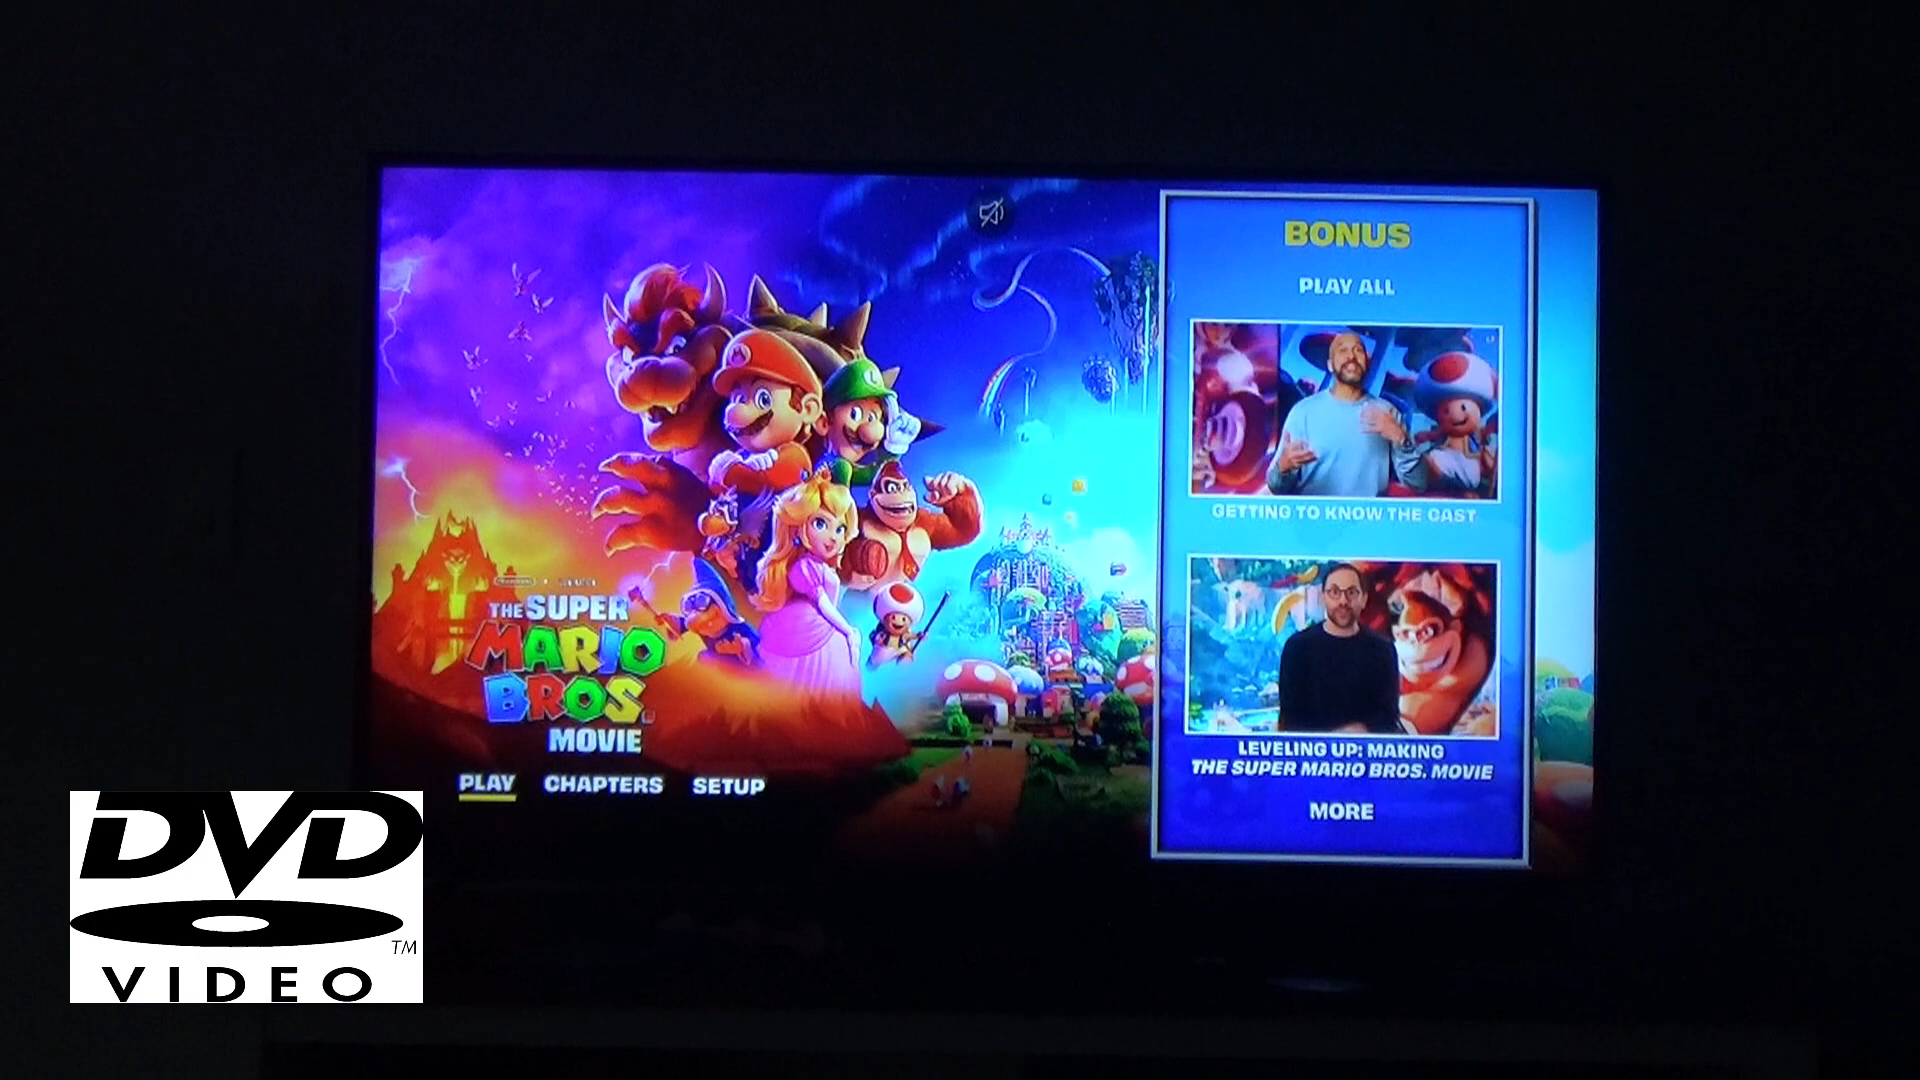 BONUS
PLAY ALL
GETTING TO KNOW THE CAST
LEVELING UP: MAKING
THE SUPER MARIO BROS. MOVIE
MORE
THE SUPER
MARIO
BROS.
MOVIE
PLAY CHAPTERS SETUP
M
L
DVD
TM
VIDEO